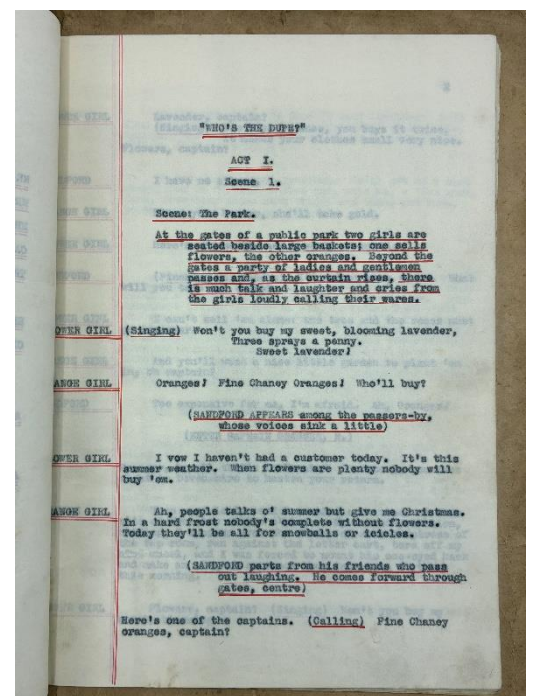 "WHO'S THE DUPE?"
ACT I.
Scene 1.
Scene: The Park.
At the gates of a public park two girls are
seated beside large baskets; one sells
flowers, the other oranges. Beyond the
gates a party of ladies and gentlemen
passes and, as the curtain rises, there
is much talk and laughter and cries from
the girls loudly calling their wares.
OWER GIRL (Singing) Won't you buy my sweet, blooming lavender,
Three sprays a penny.
Sweet lavender!
ANGE GIRL Oranges! Fine Chaney Oranges! Who'll buy?
(SANDFORD APPEARS among the passers-by,
whose voices sink a little)
OWER GIRL I vow I haven't had a customer today. It's this
summer weather. When flowers are plenty nobody will
buy 'em.
ANGE GIRL Ah, people talks o' summer but give me Christmas.
In a hard frost nobody's complete without flowers.
Today they'll be all for snowballs or icicles.
(SANDFORD parts from his friends who pass
out laughing. He comes forward through
gates, centre)
Here's one of the captains. (Calling) Fine Chaney
oranges, captain?